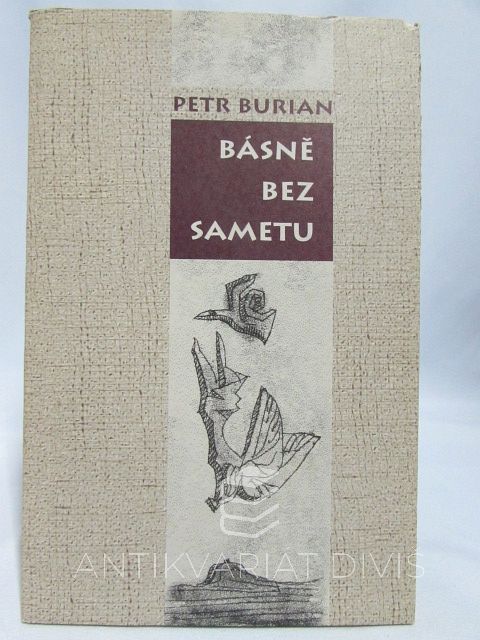 PETR BURIAN
BÁSNĚ
BEZ
SAMETU
ANTIKVARIÁT DIVIŠ